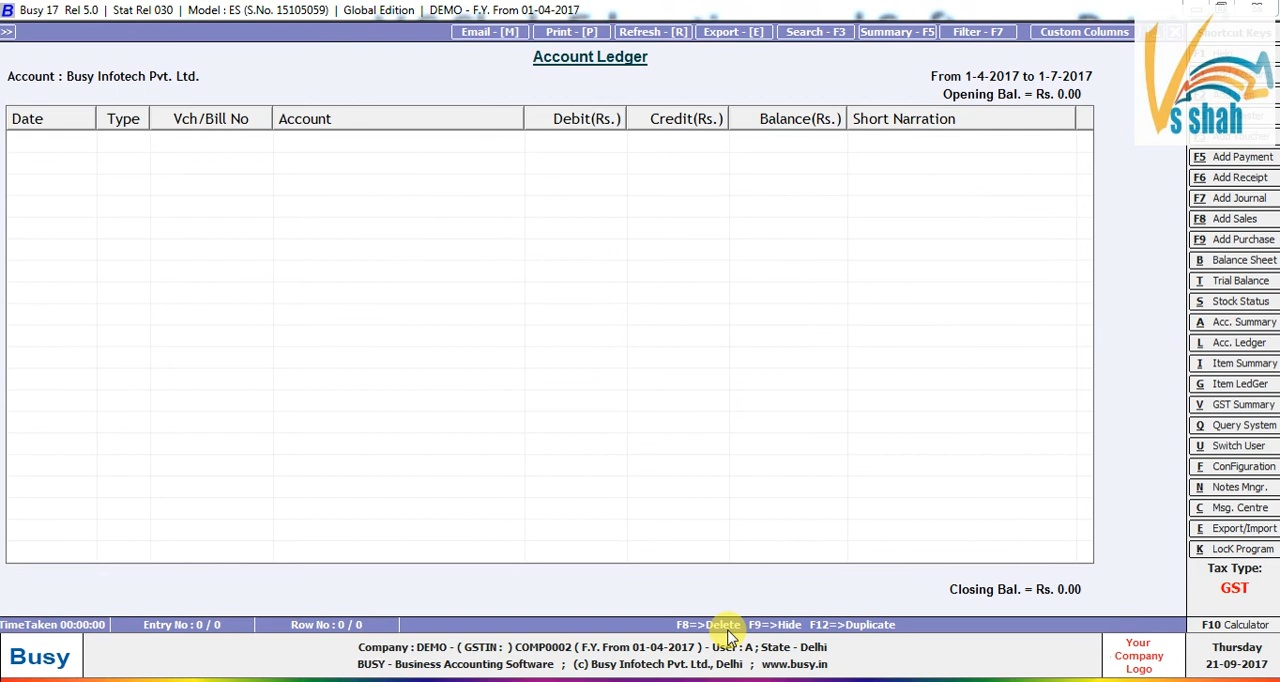 Busy 17 Rel 5.0 | Stat Rel 030 | Model : ES (S.No. 15105059) | Global Edition | DEMO - F.Y. From 01-04-2017
>> Email - [M] Print - [P] Refresh - [R] Export - [E] Search - F3 Summary - F5 Filter - F7 Custom Columns
Shortcut Keys
Account Ledger
Account : Busy Infotech Pvt. Ltd.
From 1-4-2017 to 1-7-2017
Opening Bal. = Rs. 0.00
Vs shah
Date Type Vch/Bill No Account Debit(Rs.) Credit(Rs.) Balance(Rs.) Short Narration
F5 Add Payment
F6 Add Receipt
F7 Add Journal
F8 Add Sales
F9 Add Purchase
B Balance Sheet
T Trial Balance
S Stock Status
A Acc. Summary
L Acc. Ledger
I Item Summary
G Item LedGer
V GST Summary
Q Query System
U Switch User
F ConFiguration
N Notes Mngr.
C Msg. Centre
E Export/Import
K LocK Program
Tax Type:
GST
Closing Bal. = Rs. 0.00
TimeTaken 00:00:00 Entry No : 0 / 0 Row No : 0 / 0 F8=>Delete F9=>Hide F12=>Duplicate F10 Calculator
Busy
Company : DEMO - ( GSTIN : ) COMP0002 ( F.Y. From 01-04-2017 ) - User : A ; State - Delhi
BUSY - Business Accounting Software ; (c) Busy Infotech Pvt. Ltd., Delhi ; www.busy.in
Your
Company
Logo
Thursday
21-09-2017